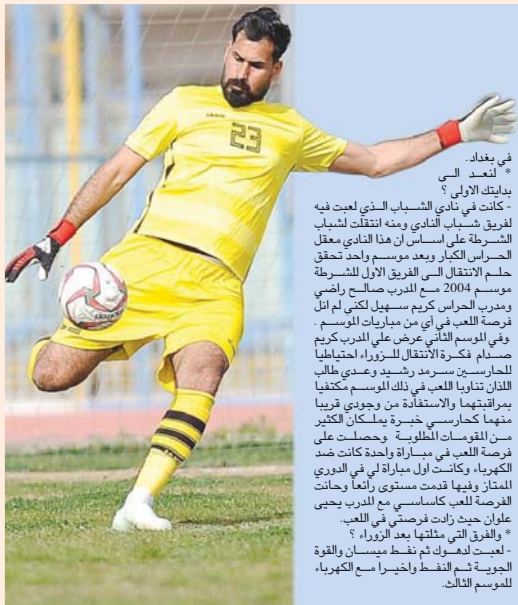 23
في بغداد.
* لنعد الى
بدايتك الاولى ؟
- كانت في نادي الشباب الذي لعبت فيه
لفريق شباب النادي ومنه انتقلت لشباب
الشرطة على اساس ان هذا النادي معقل
الحراس الكبار وبعد موسم واحد تحقق
حلم الانتقال الى الفريق الاول للشرطة
موسم 2004 مع المدرب صالح راضي
ومدرب الحراس كريم سهيل لكني لم انل
فرصة اللعب في آي من مباريات الموسم .
وفي الموسم الثاني عرض علي المدرب كريم
صدام فكرة الانتقال للزوراء احتياطيا
للحارسين سرمد رشيد وعدي طالب
اللذان تناوبا اللعب في ذلك الموسم مكتفيا
بمراقبتهما والاستفادة من وجودي قريبا
منهما كحارسي خبرة يملكان الكثير
من المقومات المطلوبة وحصلت على
فرصة اللعب في مباراة واحدة كانت ضد
الكهرباء وكانت اول مباراة لي في الدوري
الممتاز وفيها قدمت مستوى رائعا وحانت
الفرصة للعب كاساسي مع المدرب يحيى
علوان حيث زادت فرصتي في اللعب.
* والفرق التي مثلتها بعد الزوراء ؟
- لعبت لدهوك ثم نفط ميسان والقوة
الجوية ثم النفط واخيرا مع الكهرباء
للموسم الثالث.